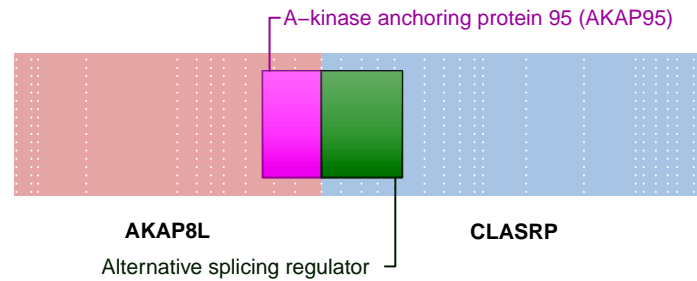 A−kinase anchoring protein 95 (AKAP95)
AKAP8L
CLASRP
Alternative splicing regulator